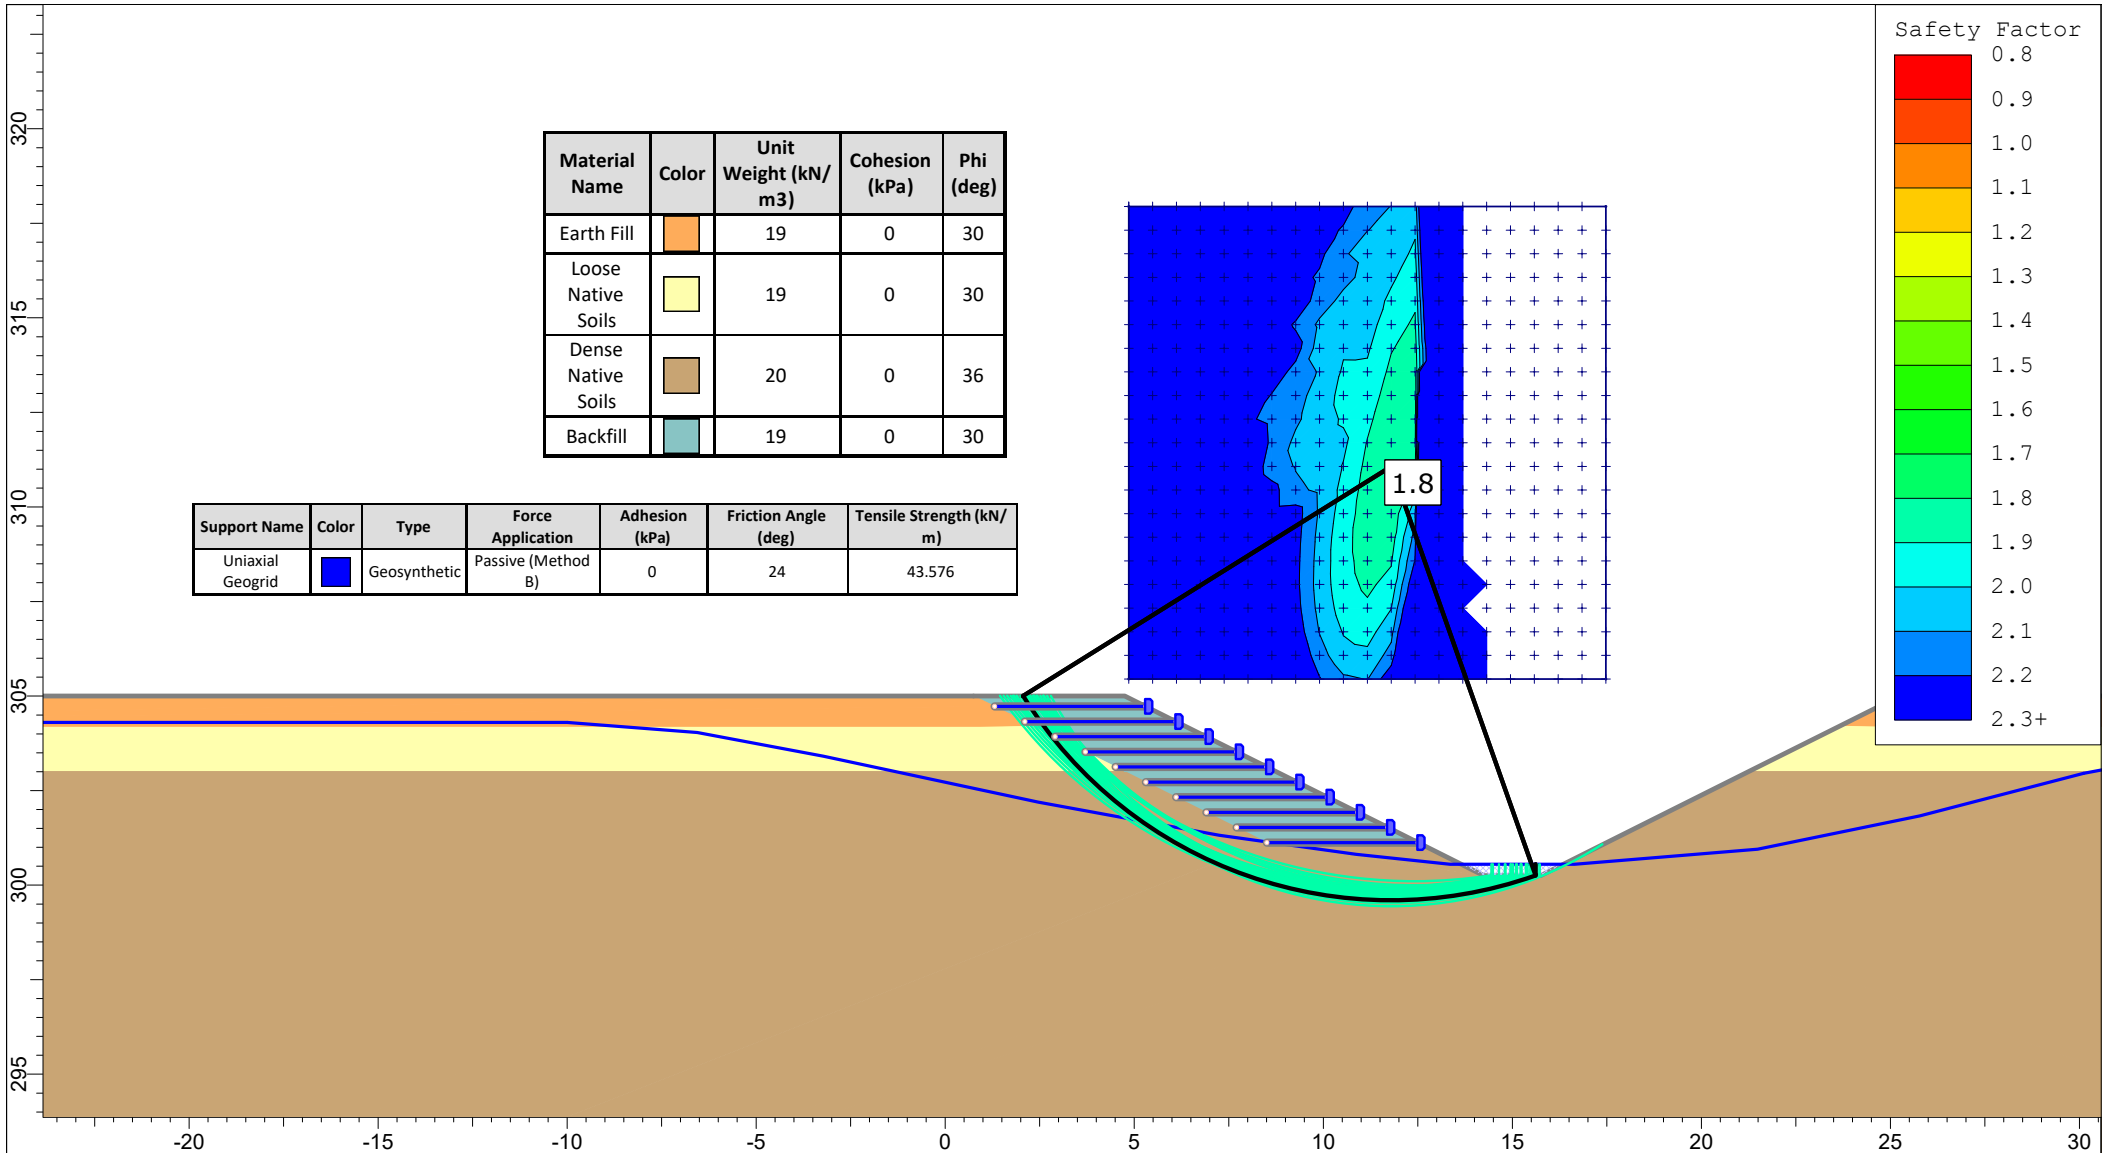 Safety Factor
0.8
0.9
1.0
1.1
1.2
1.3
1.4
1.5
1.6
1.7
1.8
1.9
2.0
2.1
2.2
2.3+
Material Name Color Unit Weight (kN/m3) Cohesion (kPa) Phi (deg)
Earth Fill 19 0 30
Loose Native Soils 19 0 30
Dense Native Soils 20 0 36
Backfill 19 0 30
Support Name Color Type Force Application Adhesion (kPa) Friction Angle (deg) Tensile Strength (kN/m)
Uniaxial Geogrid Geosynthetic Passive (Method B) 0 24 43.576
1.8
320
315
310
305
300
295
-20 -15 -10 -5 0 5 10 15 20 25 30